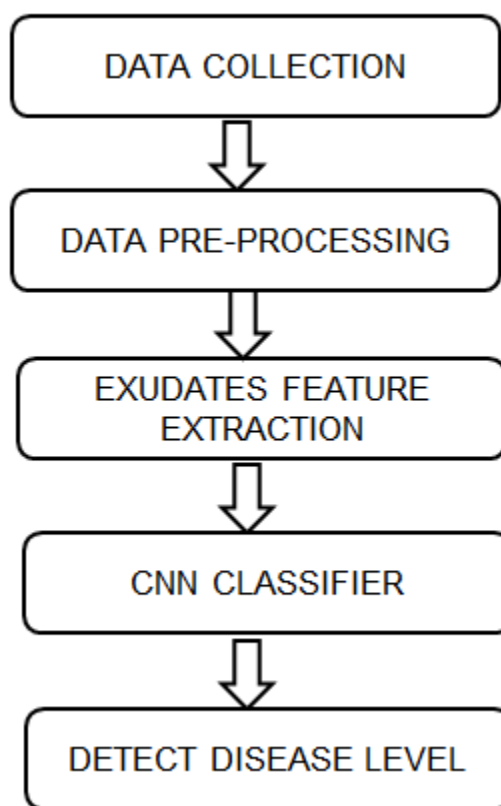 DATA COLLECTION
DATA PRE-PROCESSING
EXUDATES FEATURE
EXTRACTION
CNN CLASSIFIER
DETECT DISEASE LEVEL